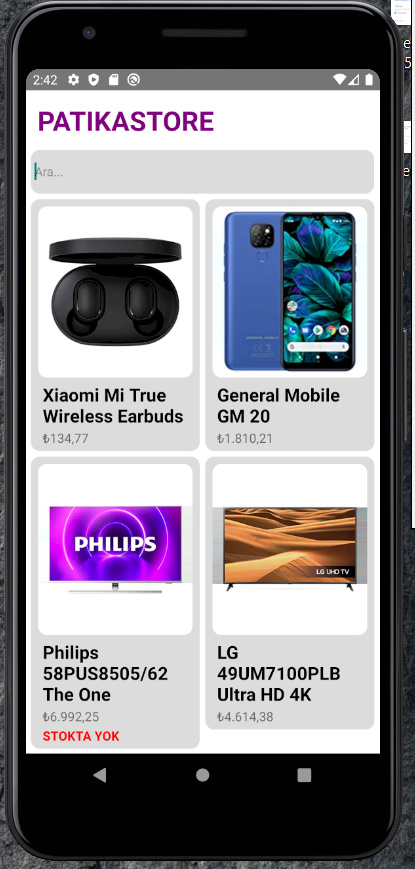 2:42
PATIKASTORE
Ara...
Xiaomi Mi True
Wireless Earbuds
₺134,77
General Mobile
GM 20
₺1.810,21
PHILIPS
Philips
58PUS8505/62
The One
₺6.992,25
STOKTA YOK
LG UHD TV
LG
49UM7100PLB
Ultra HD 4K
₺4.614,38